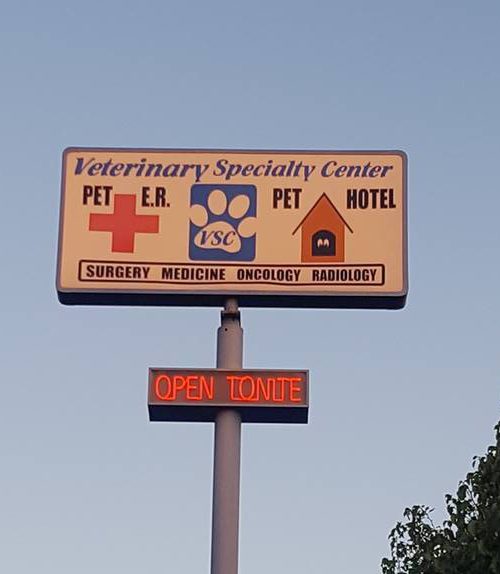 Veterinary Specialty Center
PET E.R. PET HOTEL
VSC
SURGERY MEDICINE ONCOLOGY RADIOLOGY
OPEN TONITE